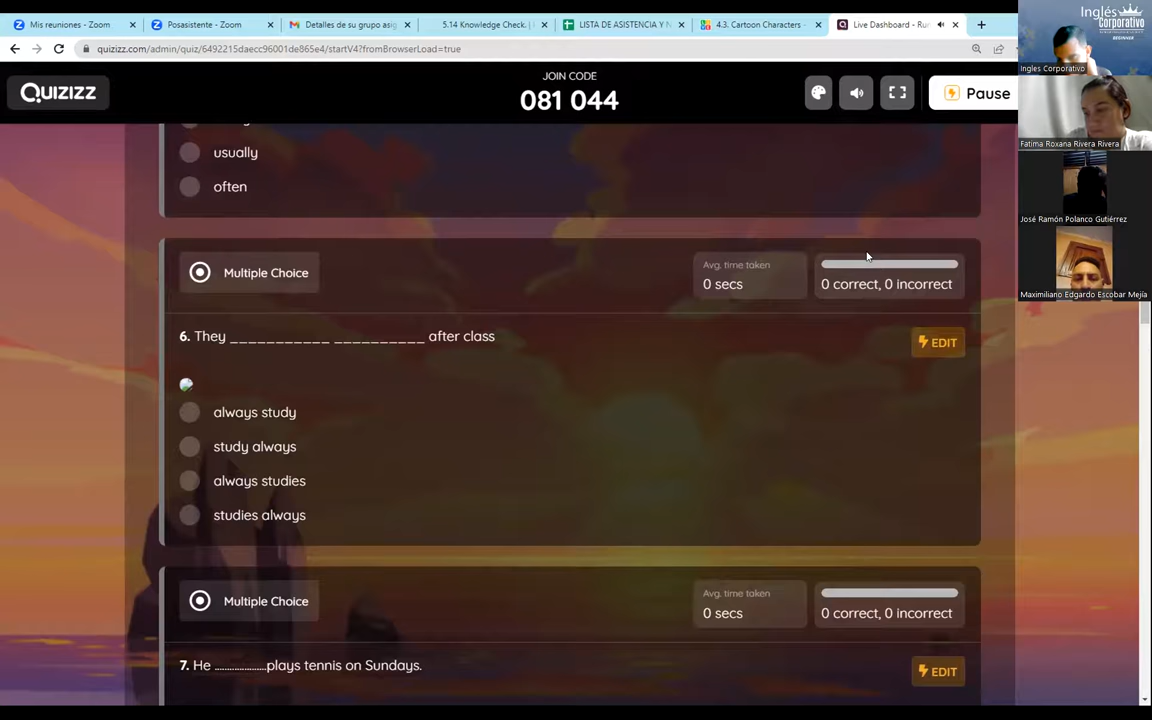 Mis reuniones - Zoom
Posasistente - Zoom
Detalles de su grupo asig
5.14 Knowledge Check.
LISTA DE ASISTENCIA Y N
4.3. Cartoon Characters -
Live Dashboard - Run
quizizz.com/admin/quiz/6492215daecc96001de865e4/startV4?fromBrowserLoad=true
Inglés
Corporativo
BEGINNER
Ingles Corporativo
QUIZIZZ
JOIN CODE
081 044
Pause
Fatima Roxana Rivera Rivera
José Ramón Polanco Gutiérrez
Maximiliano Edgardo Escobar Mejía
usually
often
Multiple Choice
Avg. time taken
0 secs
0 correct, 0 incorrect
6. They ___________ __________ after class
EDIT
always study
study always
always studies
studies always
Multiple Choice
Avg. time taken
0 secs
0 correct, 0 incorrect
7. He .....................plays tennis on Sundays.
EDIT